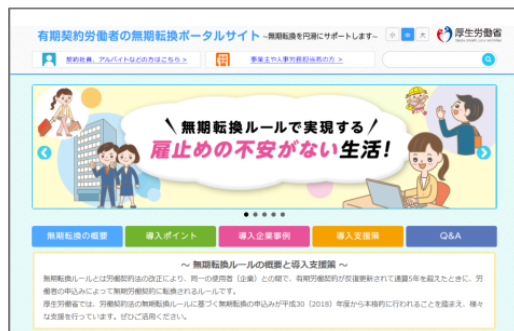 有期契約労働者の無期転換ポータルサイト ~無期転換を円滑にサポートします~ 小 中 大 厚生労働省
契約社員、アルバイトなどの方はこちら > 事業主や人事労務担当者の方 >
\ 無期転換ルールで実現する /
雇止めの不安がない生活!
無期転換の概要 導入ポイント 導入企業事例 導入支援策 Q&A
~ 無期転換ルールの概要と導入支援策 ~
無期転換ルールとは労働契約法の改正により、同一の使用者(企業)との間で、有期労働契約が反復更新されて通算5年を超えたときに、労
働者の申込みによって無期労働契約に転換されるルールです。
厚生労働省では、労働契約法の無期転換ルールに基づく無期転換の申込みが平成30(2018)年度から本格的に行われることを踏まえ、様々
な支援を行っています。ぜひご活用ください。